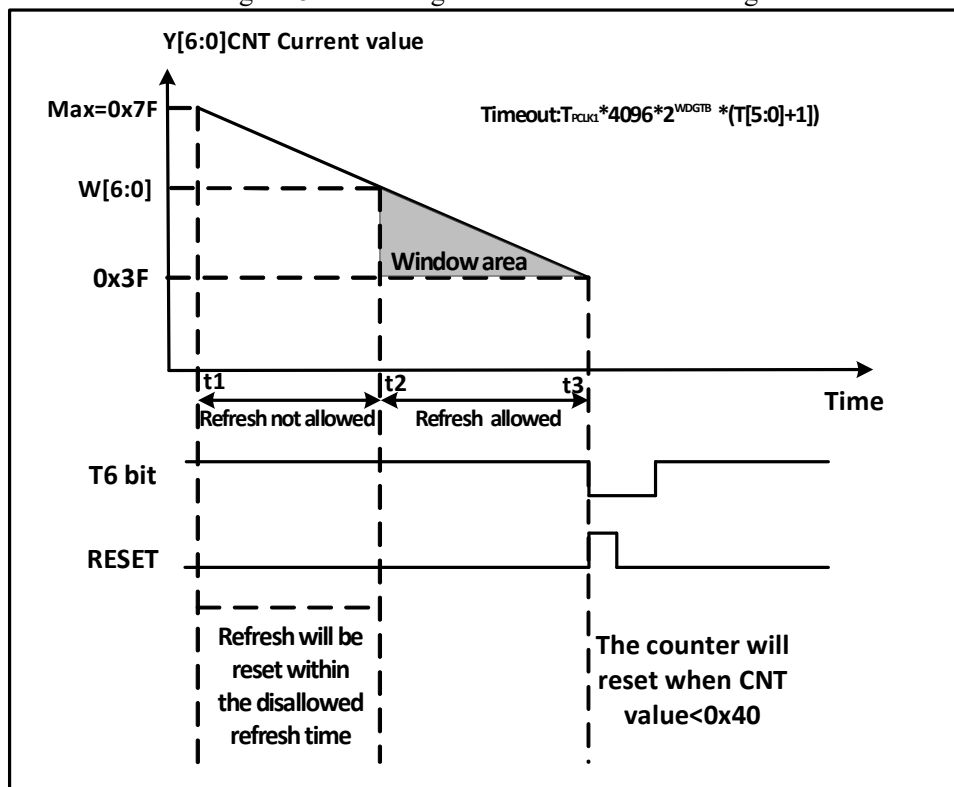 Y[6:0]CNT Current value
Max=0x7F
Timeout:TPCLK1*4096*2WDGTB *(T[5:0]+1])
W[6:0]
Window area
0x3F
t1
t2
t3
Time
Refresh not allowed
Refresh allowed
T6 bit
RESET
Refresh will be
reset within
the disallowed
refresh time
The counter will
reset when CNT
value<0x40